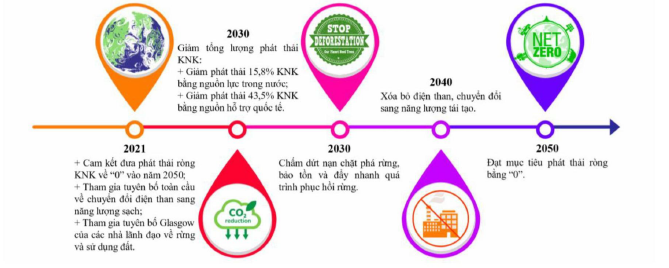 2021
+ Cam kết đưa phát thải ròng
KNK về “0” vào năm 2050;
+ Tham gia tuyên bố toàn cầu
về chuyển đổi điện than sang
năng lượng sạch;
+ Tham gia tuyên bố Glasgow
của các nhà lãnh đạo về rừng
và sử dụng đất.
2030
Giảm tổng lượng phát thải
KNK:
+ Giảm phát thải 15,8% KNK
bằng nguồn lực trong nước;
+ Giảm phát thải 43,5% KNK
bằng nguồn hỗ trợ quốc tế.
CO2
reduction
STOP
DEFORESTATION
2030
Chấm dứt nạn chặt phá rừng,
bảo tồn và đẩy nhanh quá
trình phục hồi rừng.
2040
Xóa bỏ điện than, chuyển đổi
sang năng lượng tái tạo.
NET
ZERO
2050
Đạt mục tiêu phát thải ròng
bằng “0”.